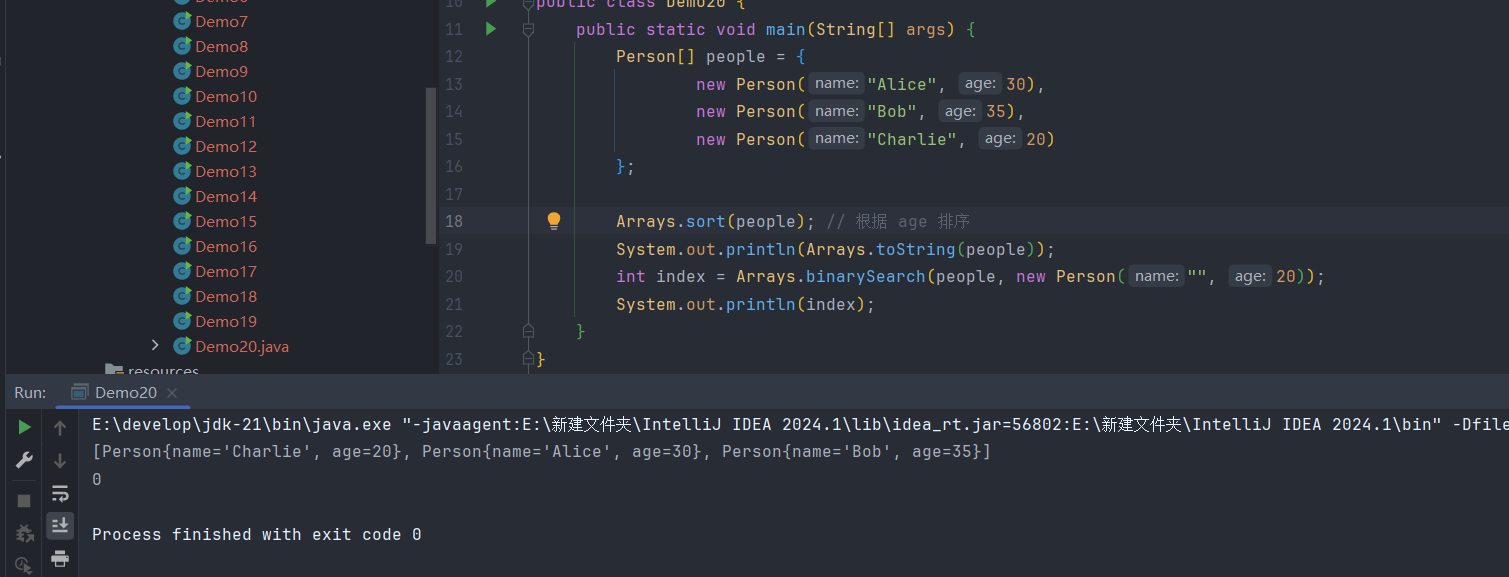 Demo7
Demo8
Demo9
Demo10
Demo11
Demo12
Demo13
Demo14
Demo15
Demo16
Demo17
Demo18
Demo19
Demo20.java
resources
10 public class Demo20 {
11 public static void main(String[] args) {
12 Person[] people = {
13 new Person( name: "Alice", age: 30),
14 new Person( name: "Bob", age: 35),
15 new Person( name: "Charlie", age: 20)
16 };
17
18 Arrays.sort(people); // 根据 age 排序
19 System.out.println(Arrays.toString(people));
20 int index = Arrays.binarySearch(people, new Person( name: "", age: 20));
21 System.out.println(index);
22 }
23 }
Run: Demo20
E:\develop\jdk-21\bin\java.exe "-javaagent:E:\新建文件夹\IntelliJ IDEA 2024.1\lib\idea_rt.jar=56802:E:\新建文件夹\IntelliJ IDEA 2024.1\bin" -Dfile
[Person{name='Charlie', age=20}, Person{name='Alice', age=30}, Person{name='Bob', age=35}]
0
Process finished with exit code 0